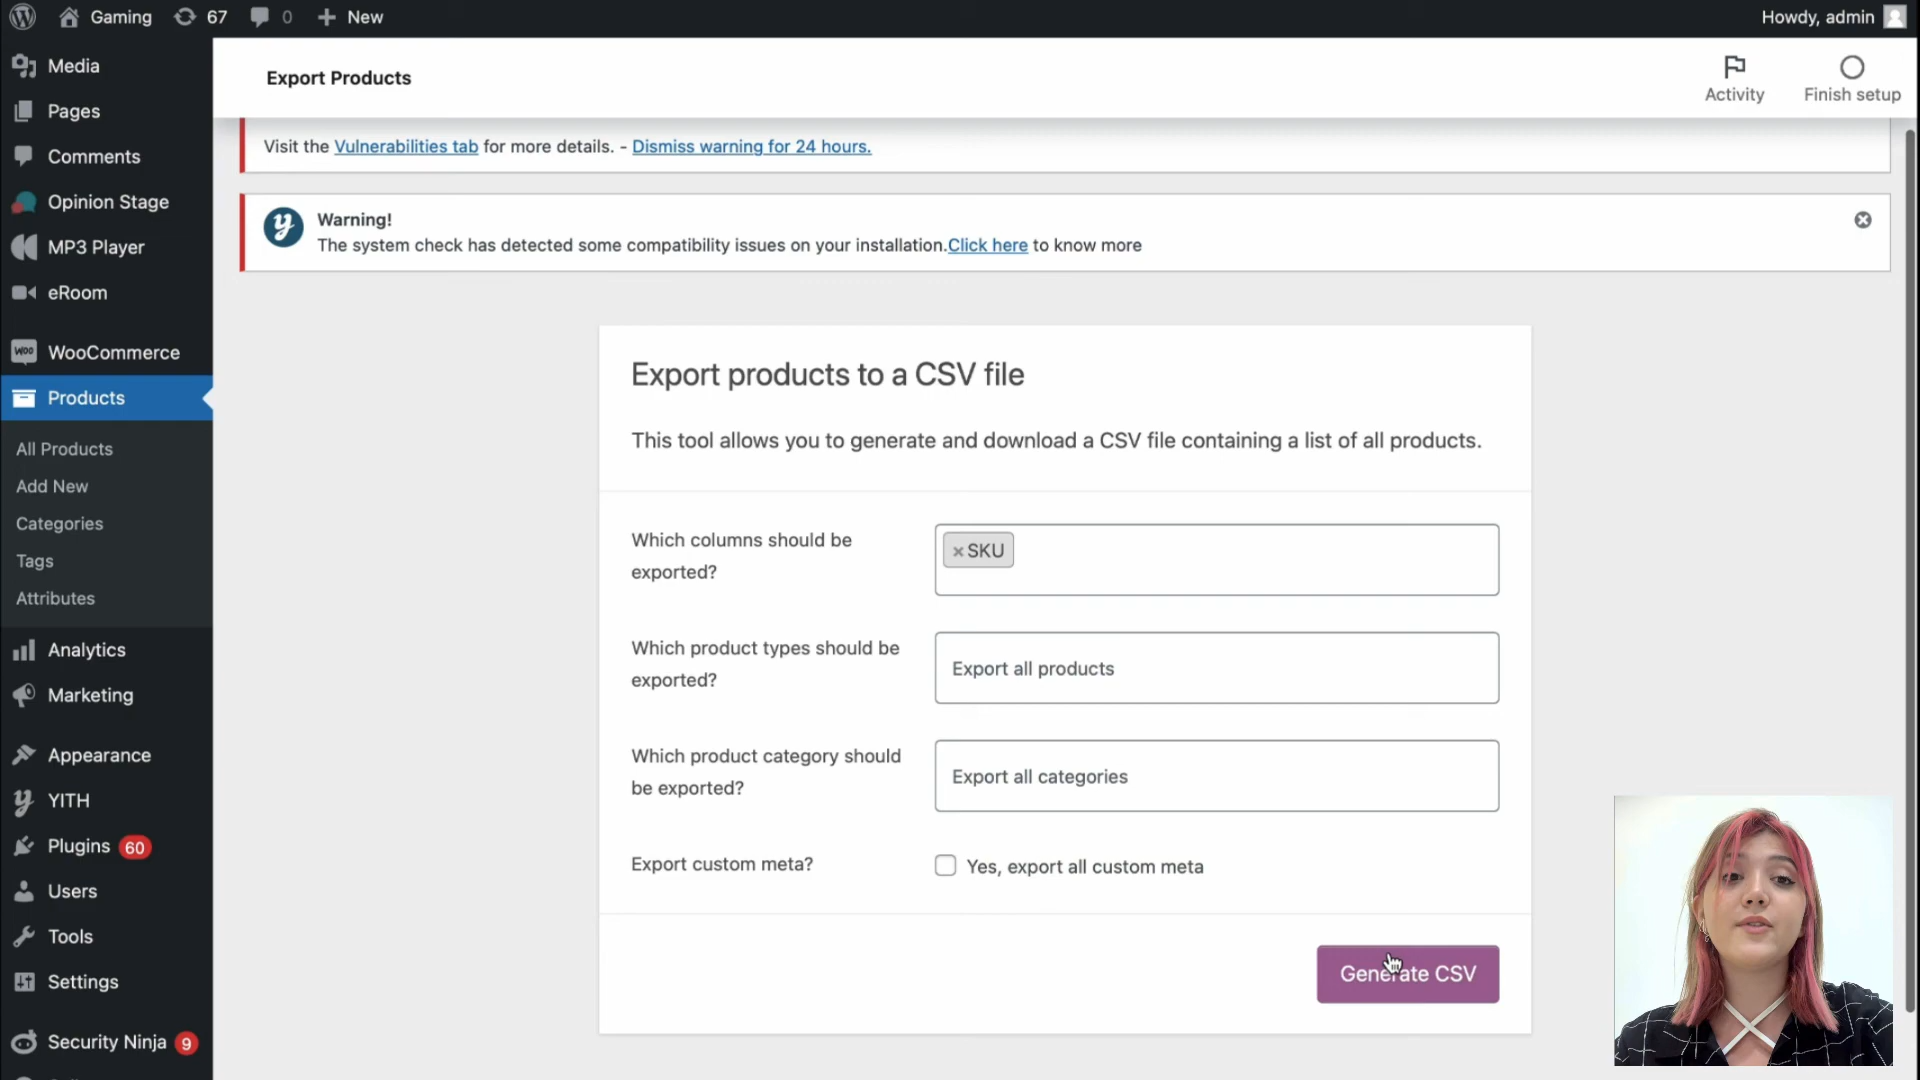 Gaming 67 0 + New
Howdy, admin
Media
Pages
Comments
Opinion Stage
MP3 Player
eRoom
WooCommerce
Products
All Products
Add New
Categories
Tags
Attributes
Analytics
Marketing
Appearance
YITH
Plugins 60
Users
Tools
Settings
Security Ninja 9
Export Products
Activity
Finish setup
Visit the Vulnerabilities tab for more details. - Dismiss warning for 24 hours.
Warning!
The system check has detected some compatibility issues on your installation.Click here to know more
Export products to a CSV file
This tool allows you to generate and download a CSV file containing a list of all products.
Which columns should be
exported?
× SKU
Which product types should be
exported?
Export all products
Which product category should
be exported?
Export all categories
Export custom meta?
Yes, export all custom meta
Generate CSV